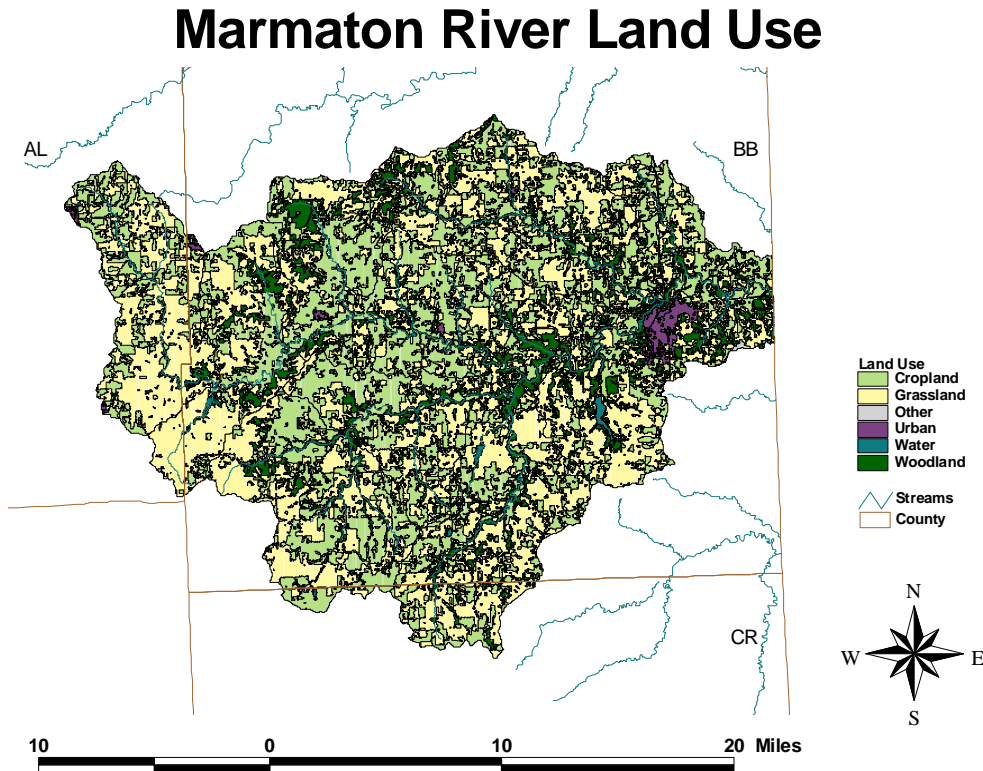 Marmaton River Land Use
AL
BB
Land Use
Cropland
Grassland
Other
Urban
Water
Woodland
Streams
County
CR
N
W
E
S
10 0 10 20 Miles